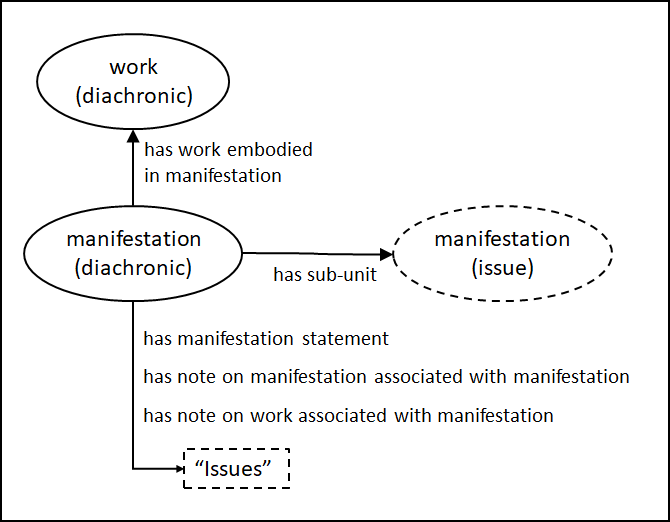 work
(diachronic)
has work embodied
in manifestation
manifestation
(diachronic)
has sub-unit
manifestation
(issue)
has manifestation statement
has note on manifestation associated with manifestation
has note on work associated with manifestation
“Issues”